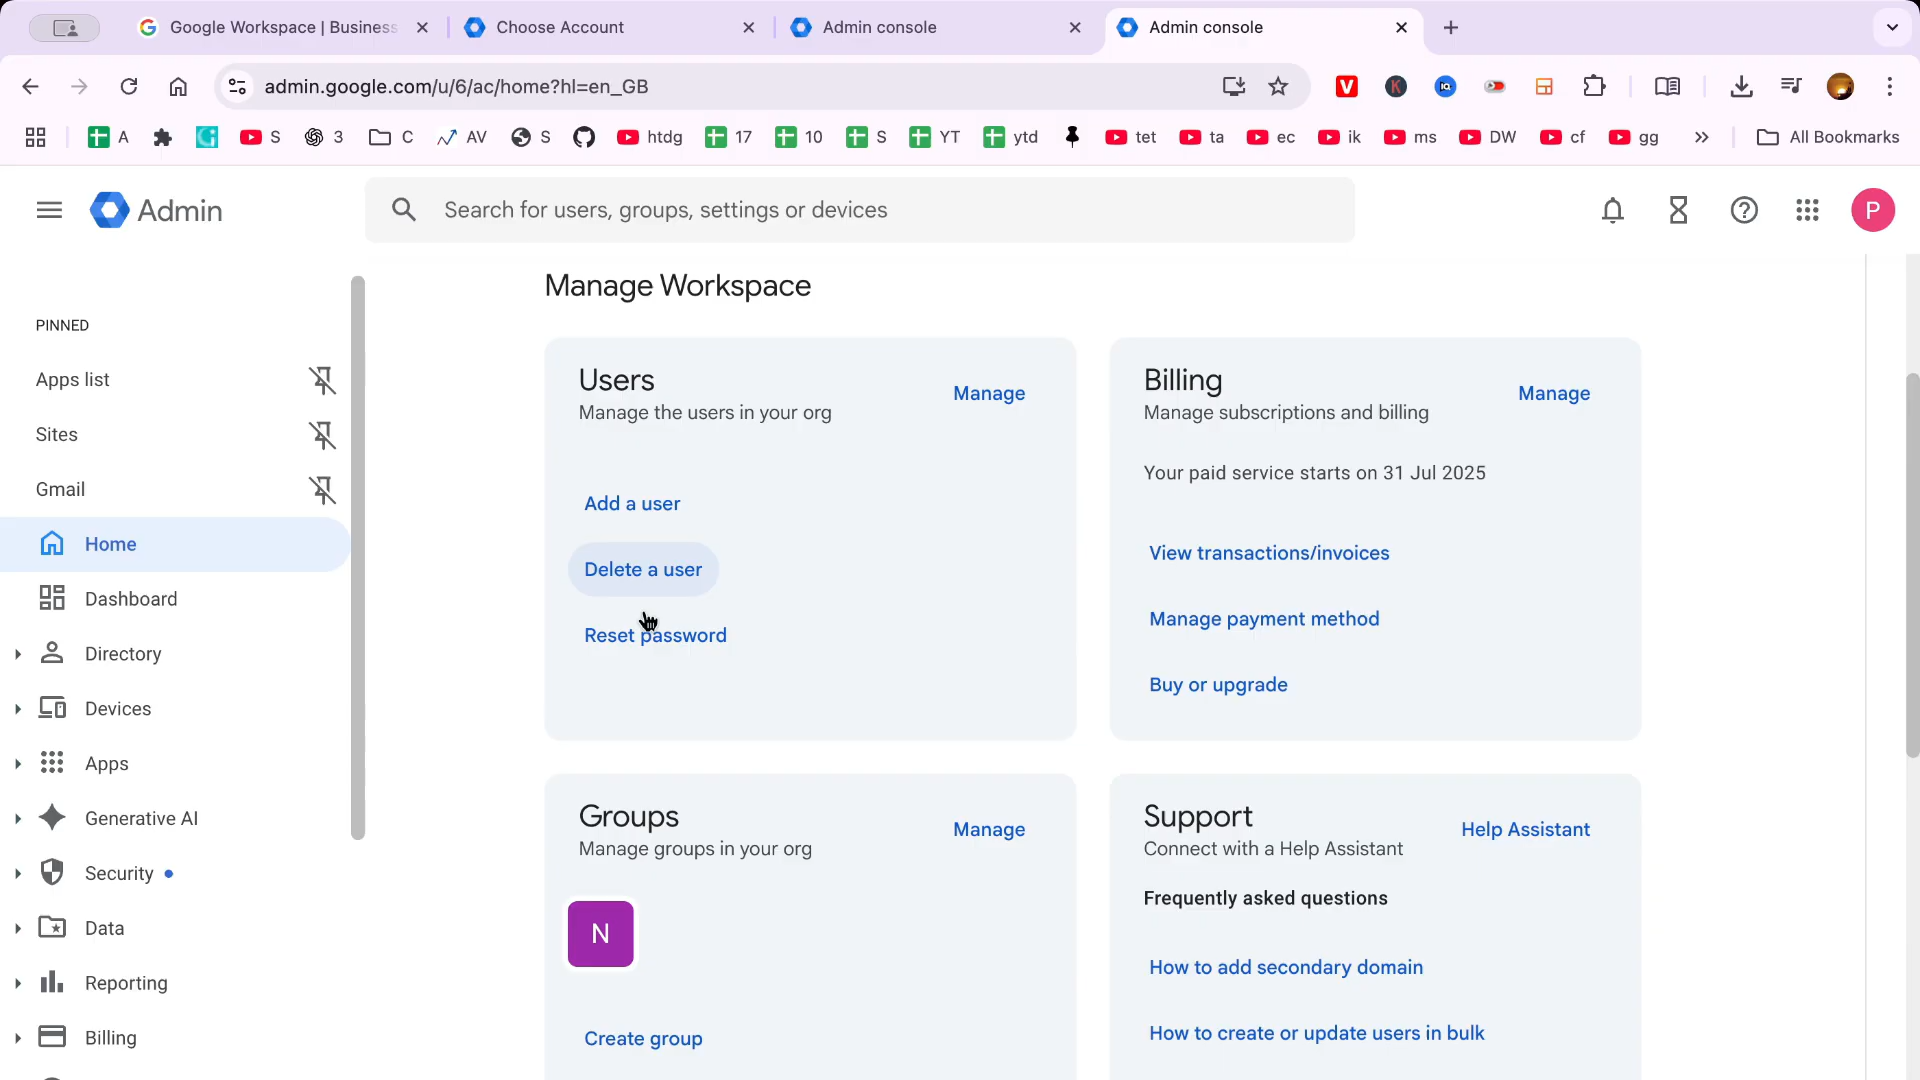 Google Workspace | Business
Choose Account
Admin console
Admin console
admin.google.com/u/6/ac/home?hl=en_GB
A
S
3
C
AV
S
htdg
17
10
S
YT
ytd
tet
ta
ec
ik
ms
DW
cf
gg
All Bookmarks
Admin
Search for users, groups, settings or devices
P
PINNED
Apps list
Sites
Gmail
Home
Dashboard
Directory
Devices
Apps
Generative AI
Security
Data
Reporting
Billing
Manage Workspace
Users
Manage
Manage the users in your org
Add a user
Delete a user
Reset password
Billing
Manage
Manage subscriptions and billing
Your paid service starts on 31 Jul 2025
View transactions/invoices
Manage payment method
Buy or upgrade
Groups
Manage
Manage groups in your org
N
Create group
Support
Help Assistant
Connect with a Help Assistant
Frequently asked questions
How to add secondary domain
How to create or update users in bulk